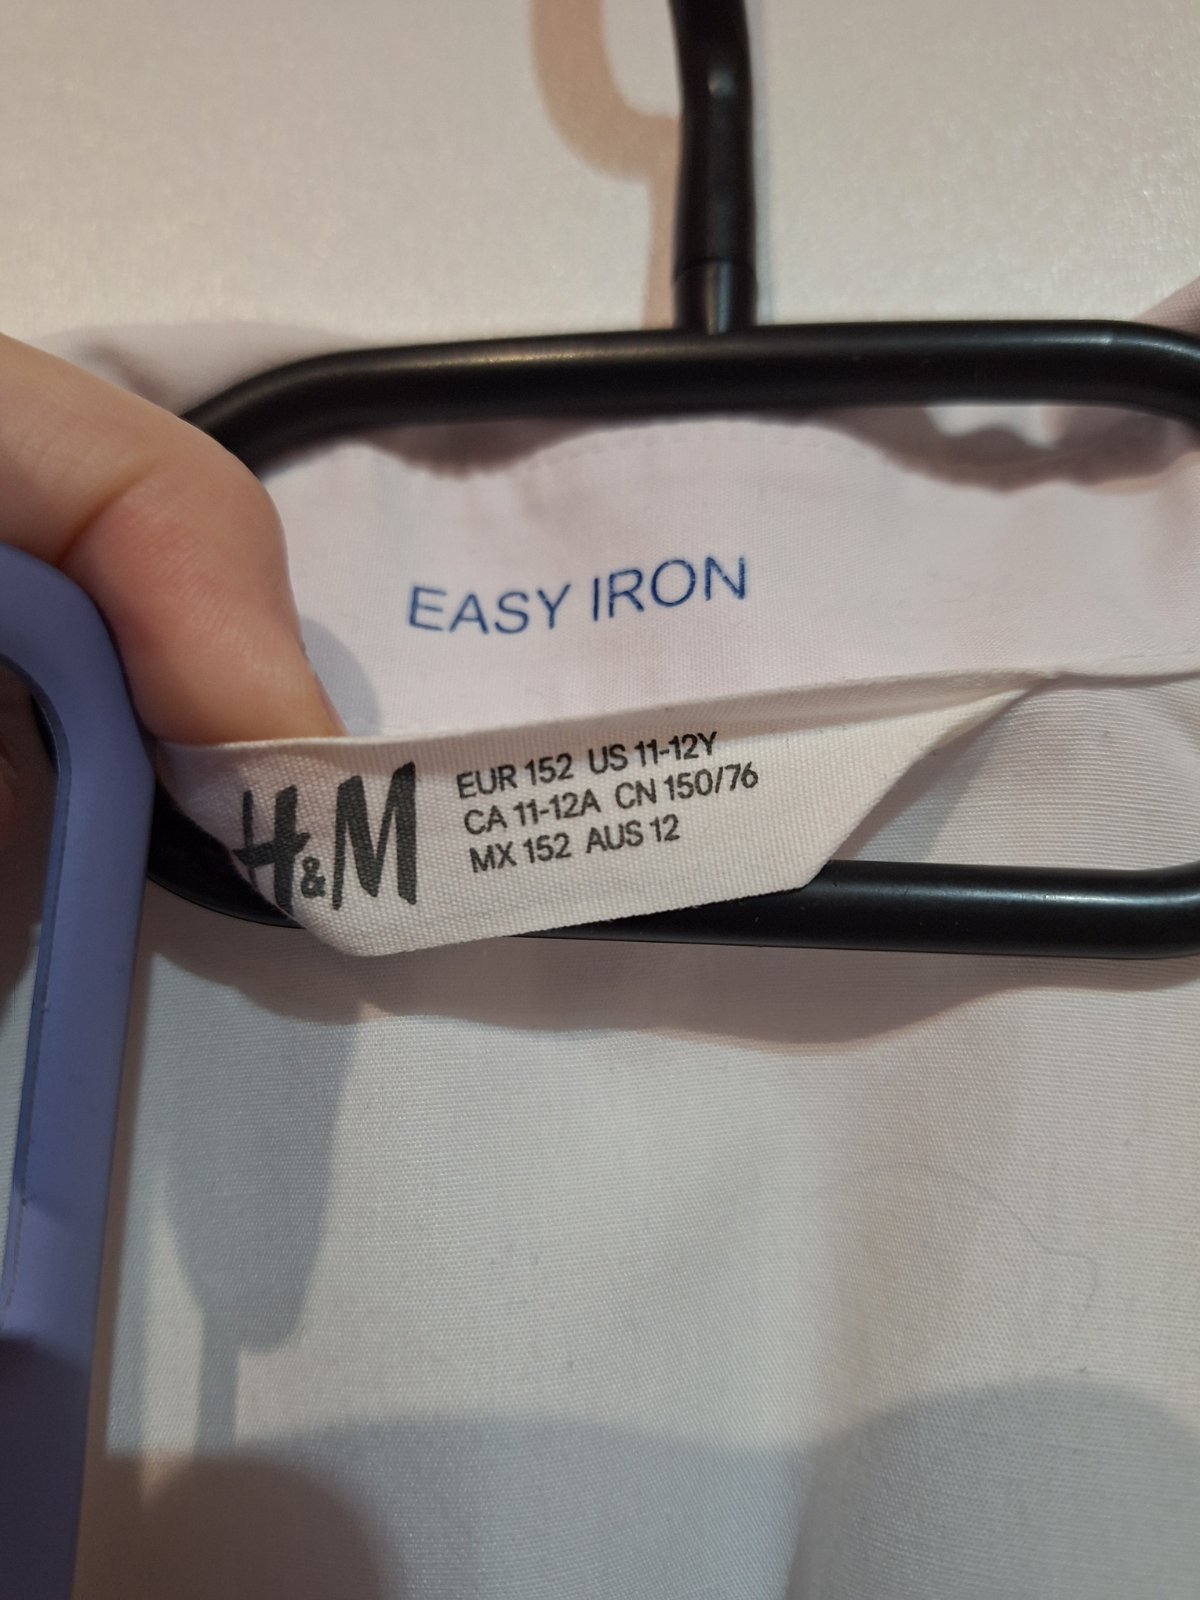 EASY IRON
H&M
EUR 152 US 11-12Y
CA 11-12A CN 150/76
MX 152 AUS 12